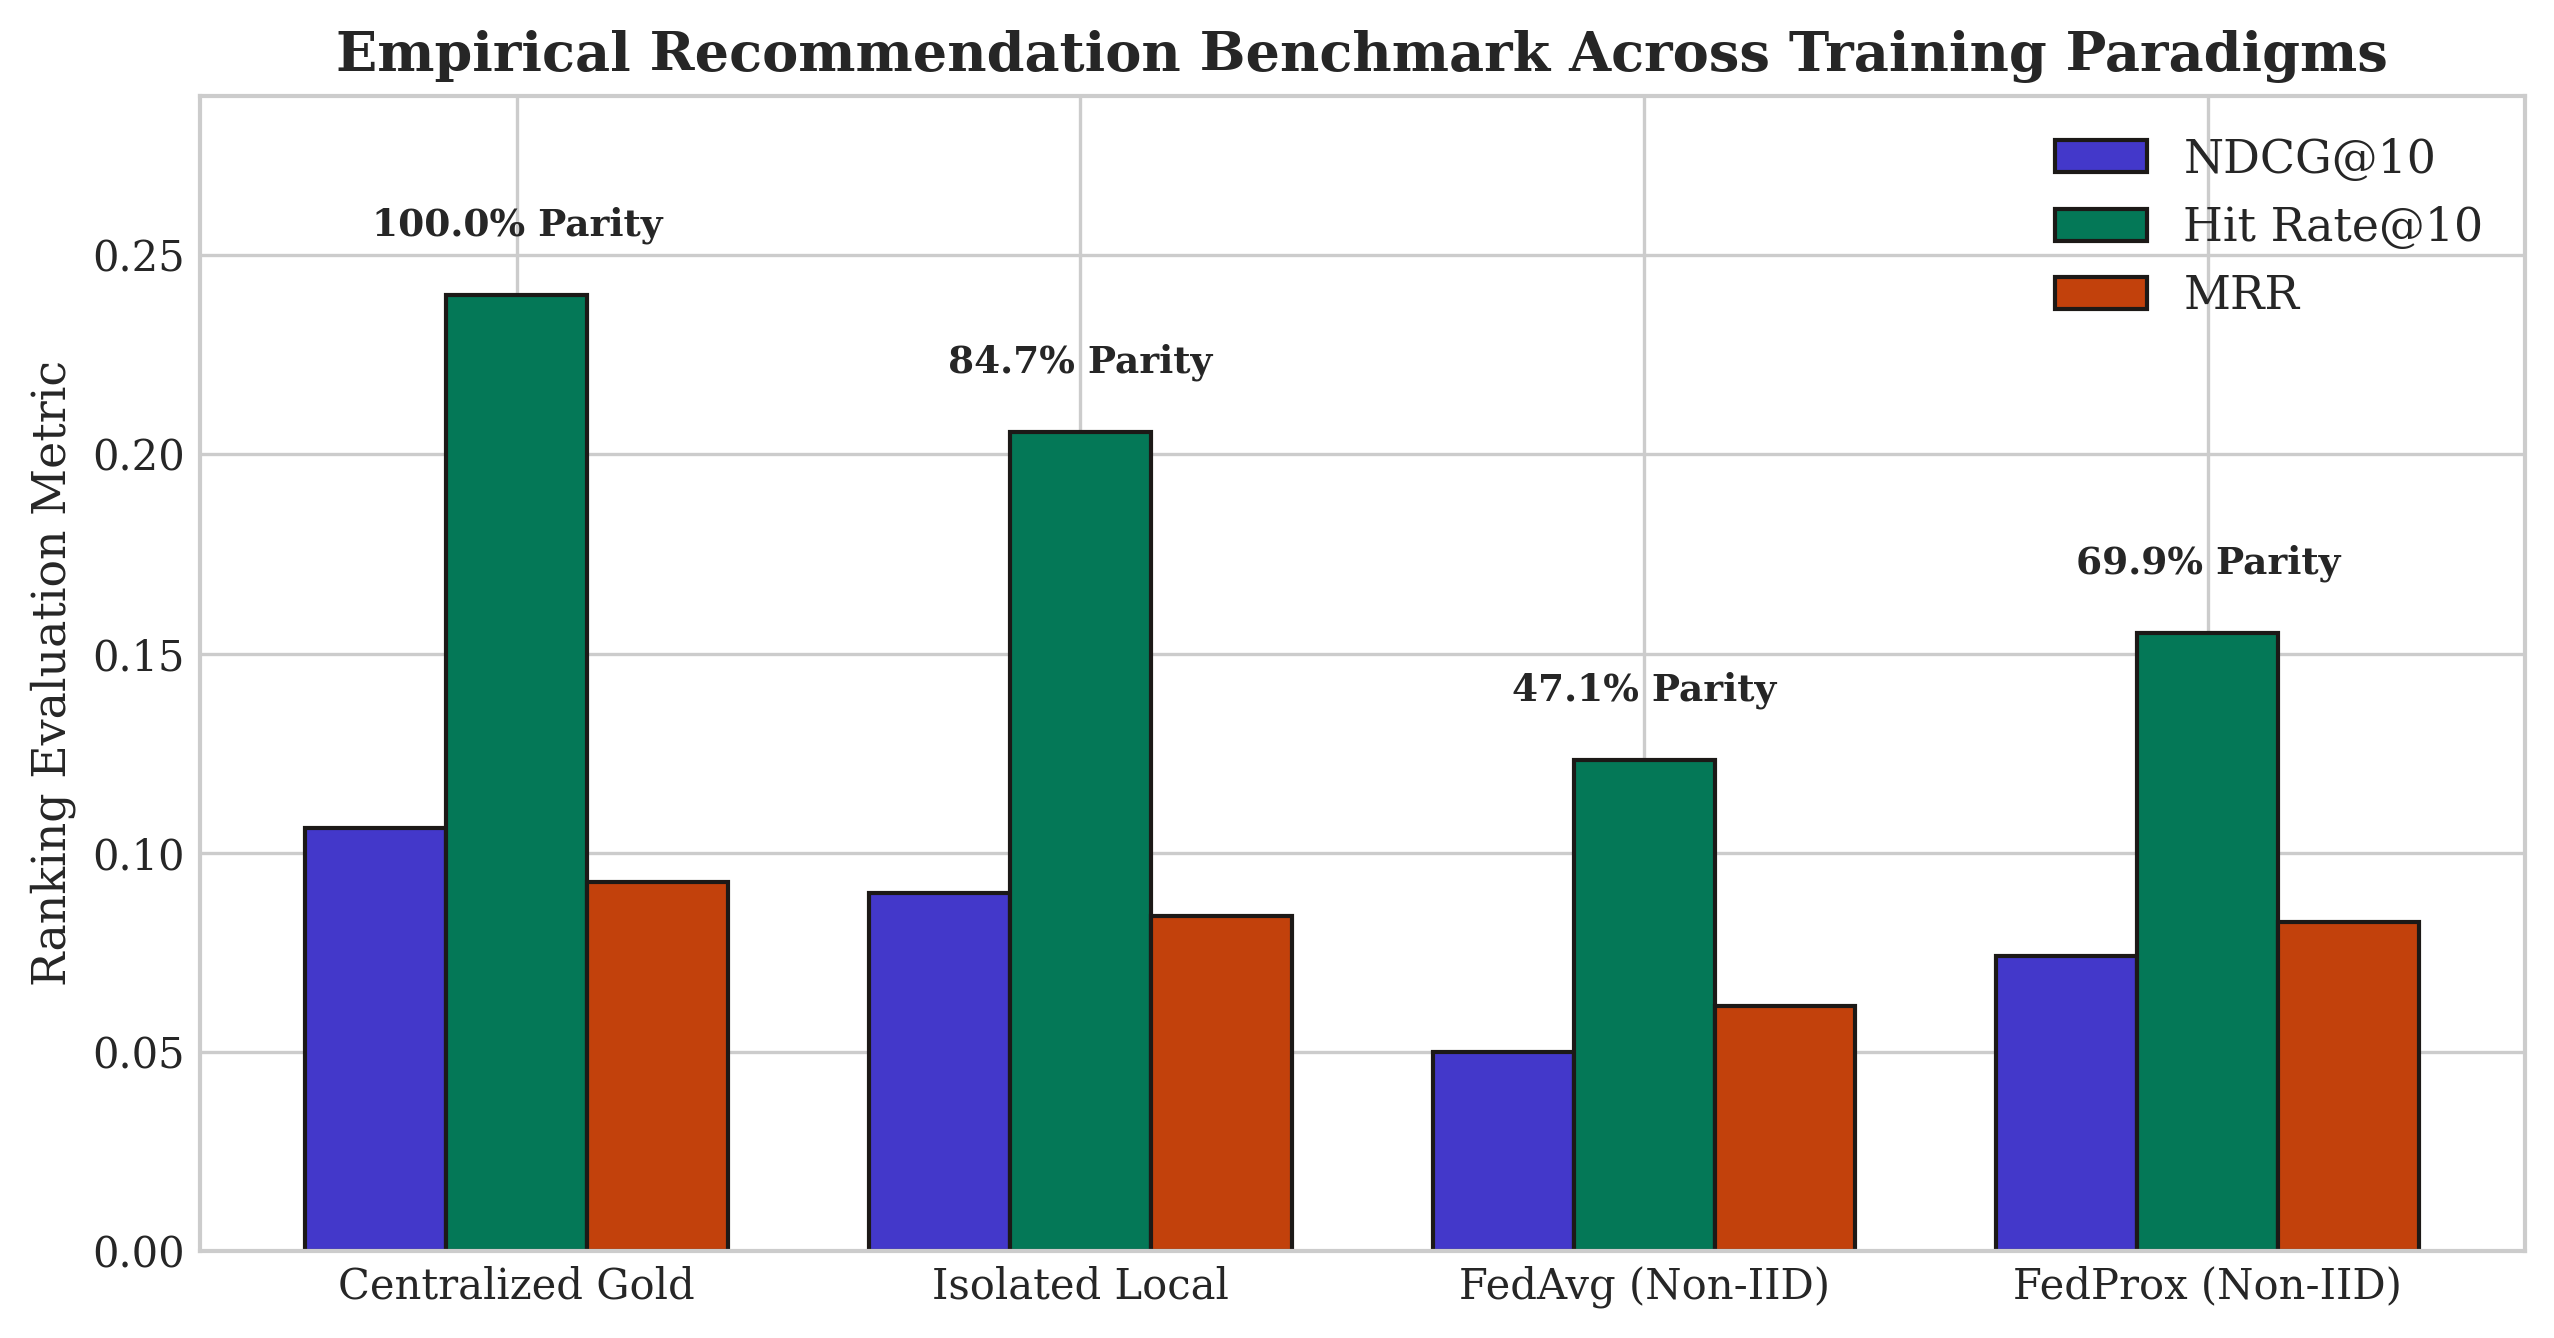 Empirical Recommendation Benchmark Across Training Paradigms
Ranking Evaluation Metric
0.25
0.20
0.15
0.10
0.05
0.00
NDCG@10
Hit Rate@10
MRR
100.0% Parity
84.7% Parity
47.1% Parity
69.9% Parity
Centralized Gold
Isolated Local
FedAvg (Non-IID)
FedProx (Non-IID)